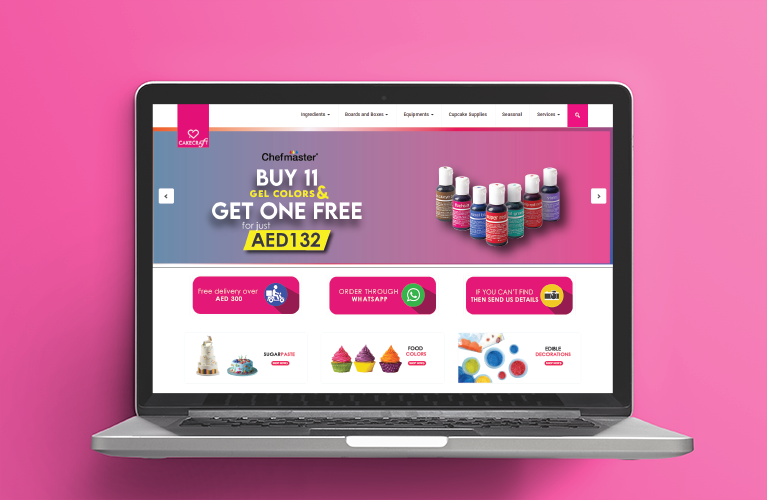 Ingredients
Boards and Boxes
Equipments
Cupcake Supplies
Seasonal
Services
CAKECRAFT
Chefmaster®
BUY 11
GEL COLORS &
GET ONE FREE
for just
AED132
Free delivery over
AED 300
ORDER THROUGH
WHATSAPP
IF YOU CAN'T FIND
THEN SEND US DETAILS
SUGARPASTE
FOOD
COLORS
EDIBLE
DECORATIONS